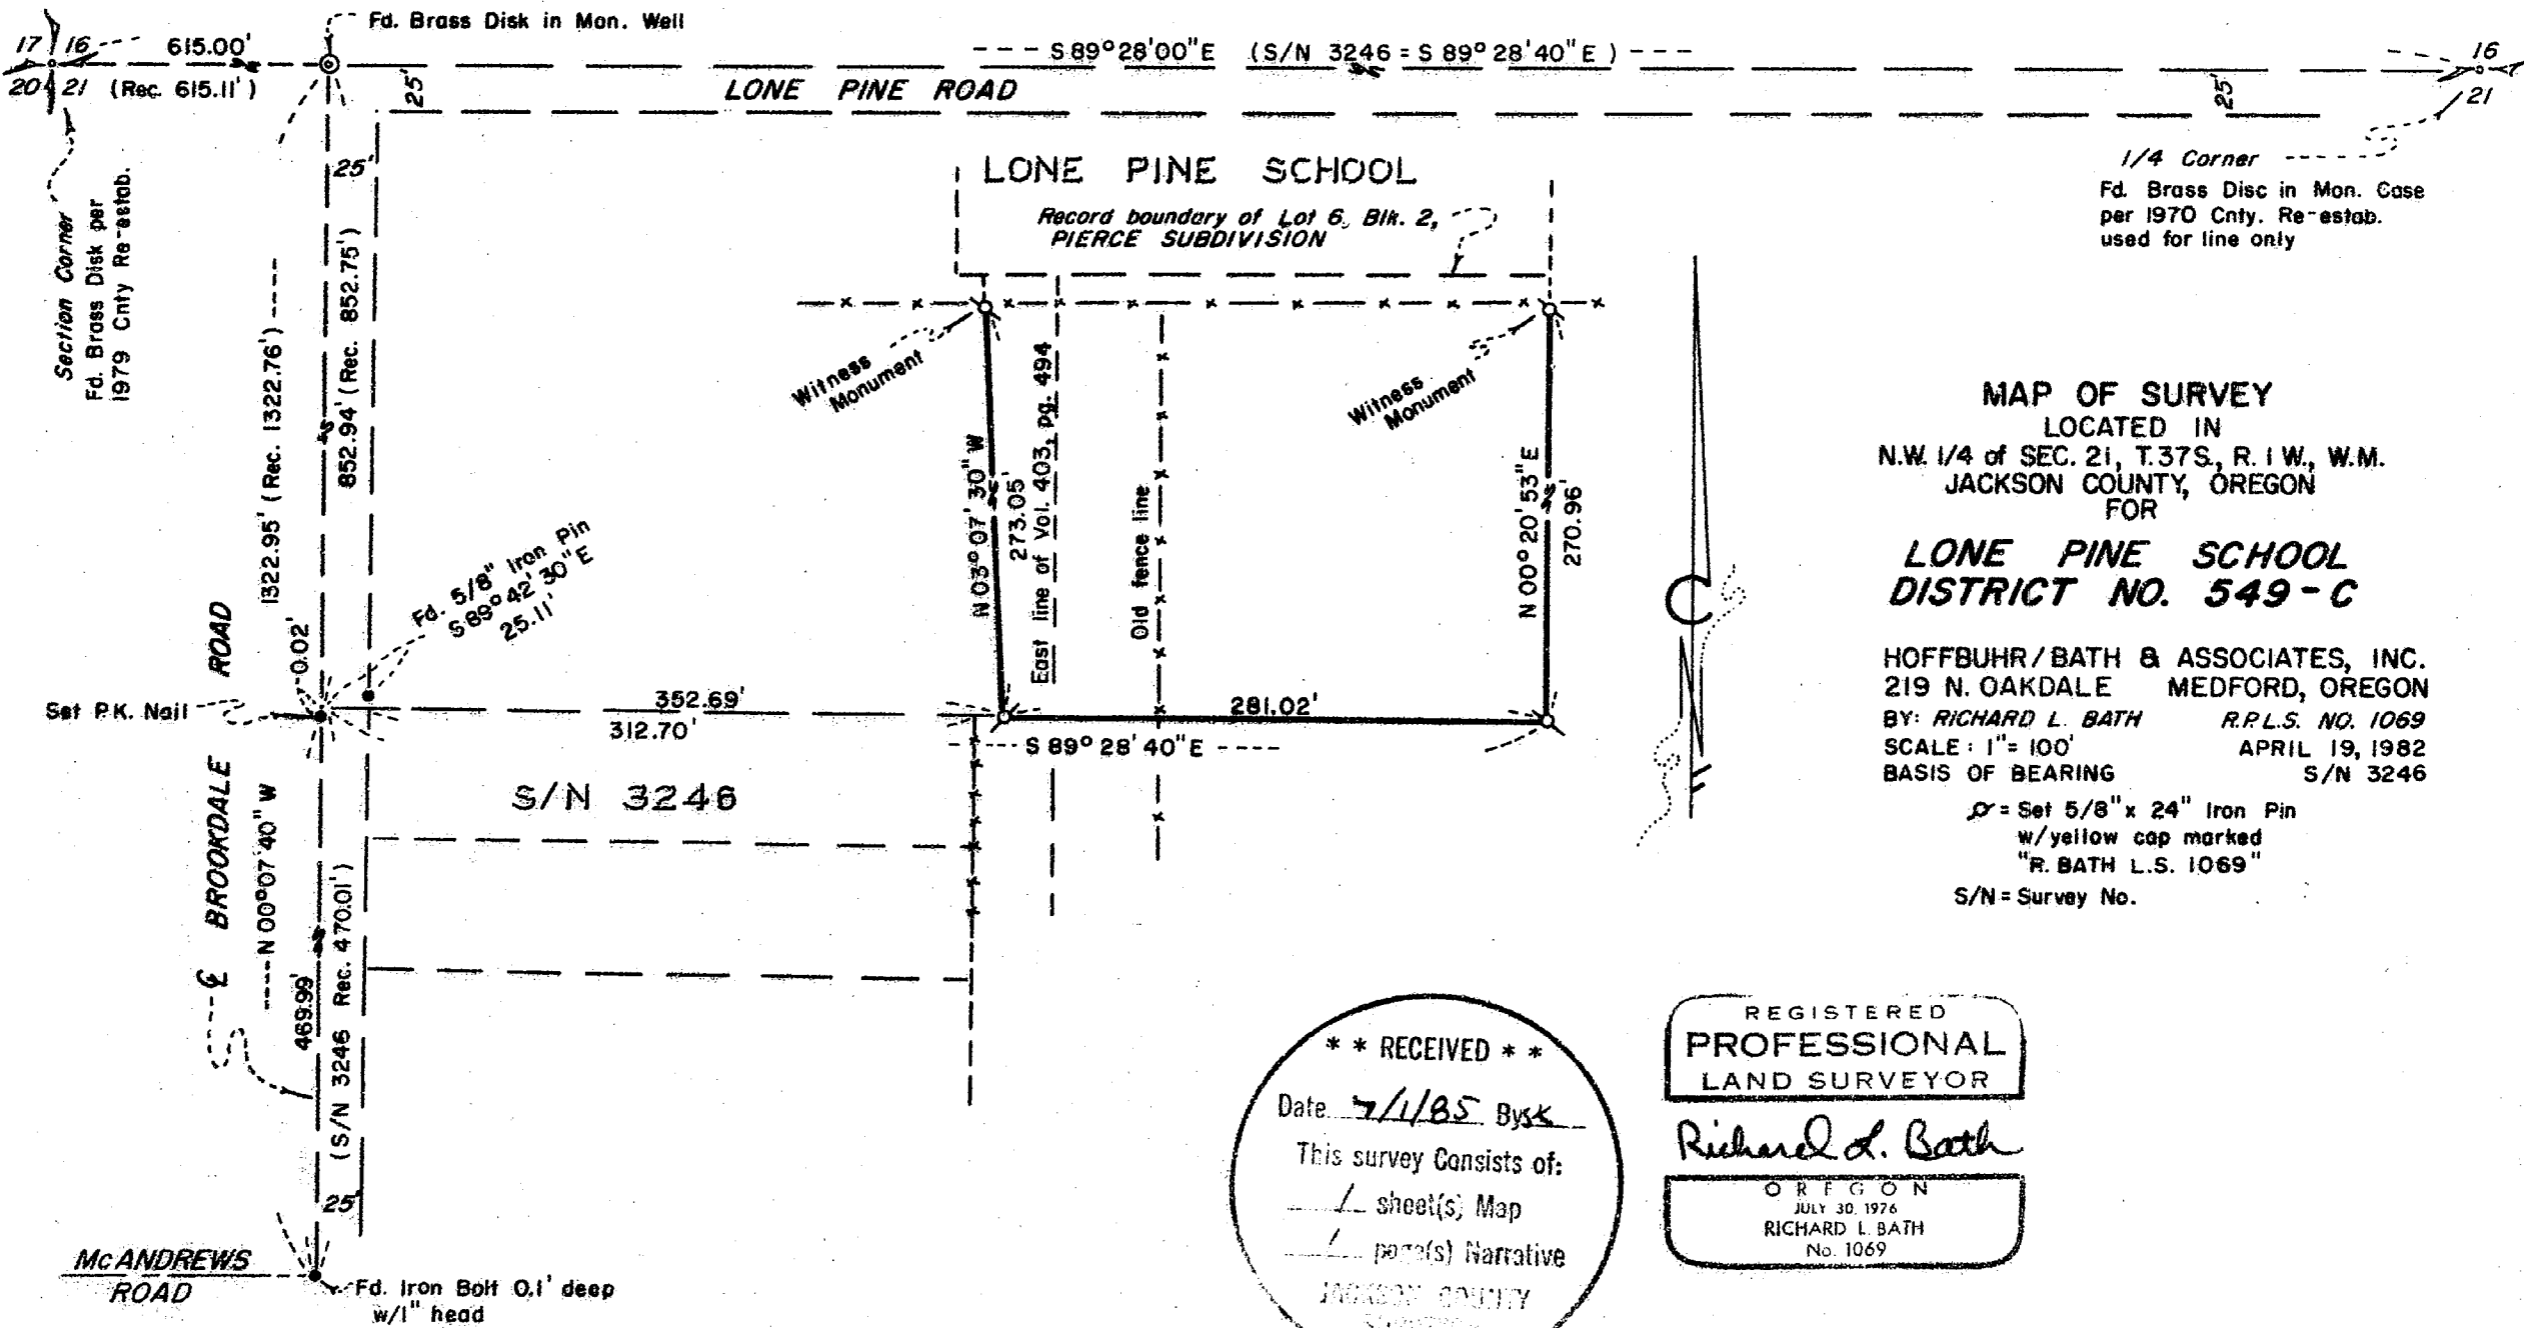 Fd. Brass Disk in Mon. Well
17 16
20 21
615.00'
(Rec. 615.11')
S 89° 28' 00" E (S/N 3246 = S 89° 28' 40" E )
LONE PINE ROAD
25'
25'
16
21
1/4 Corner
Fd. Brass Disc in Mon. Case
per 1970 Cnty. Re-estab.
used for line only
Section Corner
Fd. Brass Disk per
1979 Cnty Re-estab.
25'
LONE PINE SCHOOL
Record boundary of Lot 6, Blk. 2,
PIERCE SUBDIVISION
1322.95' (Rec. 1322.76')
852.94' (Rec. 852.75')
Witness
Monument
Witness
Monument
N 03° 07' 30" W
273.05'
East line of Vol. 403, pg. 494
Old fence line
N 00° 20' 53" E
270.96'
Fd. 5/8" Iron Pin
S 89° 42' 30" E
25.11'
0.02'
Set P.K. Nail
352.69'
312.70'
281.02'
S 89° 28' 40" E
S/N 3246
℄ BROOKDALE ROAD
N 00° 07' 40" W
469.99'
(S/N 3246 Rec. 470.01')
25'
McANDREWS
ROAD
Fd. Iron Bolt 0.1' deep
w/1" head
MAP OF SURVEY
LOCATED IN
N.W. 1/4 of SEC. 21, T.37S., R. 1 W., W.M.
JACKSON COUNTY, OREGON
FOR
LONE PINE SCHOOL
DISTRICT NO. 549-C
HOFFBUHR/BATH & ASSOCIATES, INC.
219 N. OAKDALE MEDFORD, OREGON
BY: RICHARD L. BATH R.P.L.S. NO. 1069
SCALE: 1" = 100' APRIL 19, 1982
BASIS OF BEARING S/N 3246
= Set 5/8" x 24" Iron Pin
w/yellow cap marked
"R. BATH L.S. 1069"
S/N = Survey No.
* * RECEIVED * *
Date 7/1/85 By SK
This survey Consists of:
1 sheet(s) Map
1 page(s) Narrative
JACKSON COUNTY
REGISTERED
PROFESSIONAL
LAND SURVEYOR
Richard L. Bath
OREGON
JULY 30, 1976
RICHARD L. BATH
No. 1069